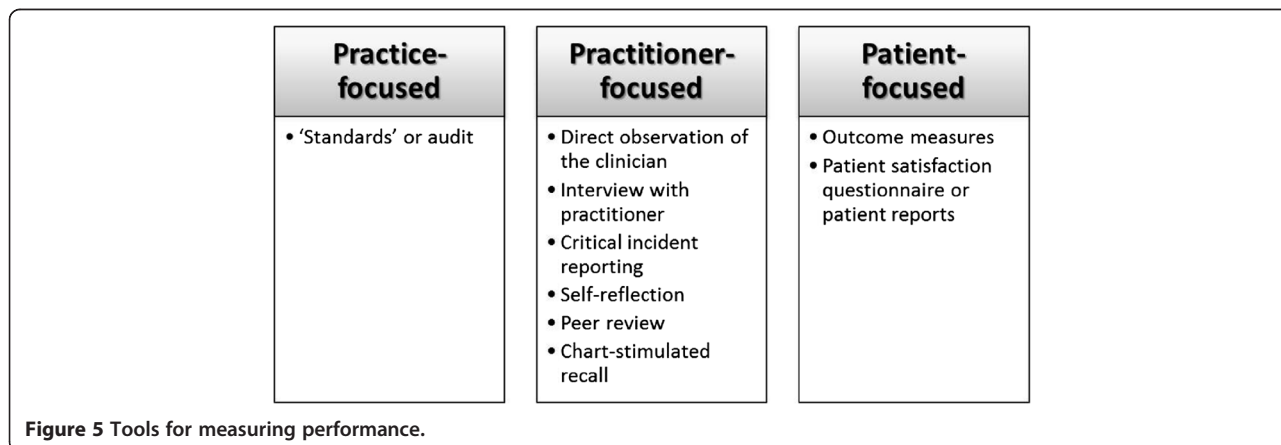 Practice-
focused
• ‘Standards’ or audit
Practitioner-
focused
• Direct observation of
the clinician
• Interview with
practitioner
• Critical incident
reporting
• Self-reflection
• Peer review
• Chart-stimulated
recall
Patient-
focused
• Outcome measures
• Patient satisfaction
questionnaire or
patient reports
Figure 5 Tools for measuring performance.